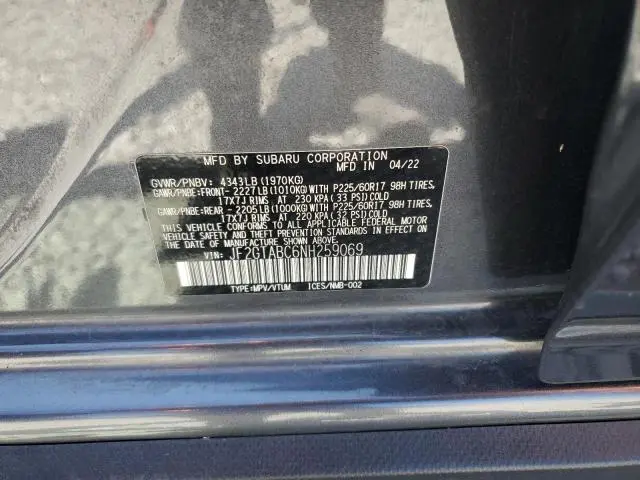 MFD BY SUBARU CORPORATION 04/22
GVWR/PNBV: 4343LB (1970KG)
GAWR/PNBE:FRONT- 2227LB(1010KG)WITH P225/60R17 98H TIRES,
17X7J RIMS AT 230 KPA( 33 PSI)COLD
GAWR/PNBE:REAR - 2205LB(1000KG)WITH P225/60R17 98H TIRES,
17X7J RIMS AT 220 KPA( 32 PSI)COLD
THIS VEHICLE CONFORMS TO ALL APPLICABLE FEDERAL MOTOR
VEHICLE SAFETY AND THEFT PREVENTION STANDARDS IN EFFECT
ON THE DATE OF MANUFACTURE SHOWN ABOVE.
VIN: JF2GTABC6NH259069
TYPE:MPV/VTUM ICES/NMB-002